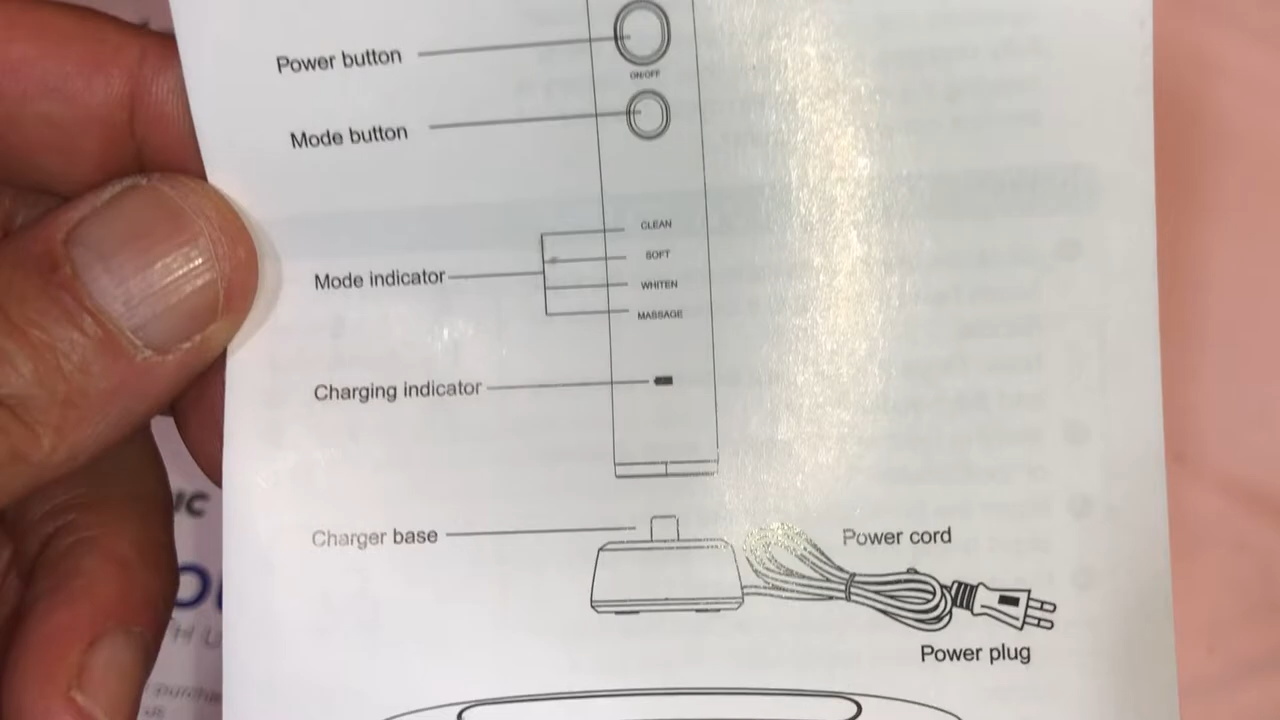 Power button
ON/OFF
Mode button
CLEAN
SOFT
Mode indicator
WHITEN
MASSAGE
Charging indicator
Charger base
Power cord
Power plug